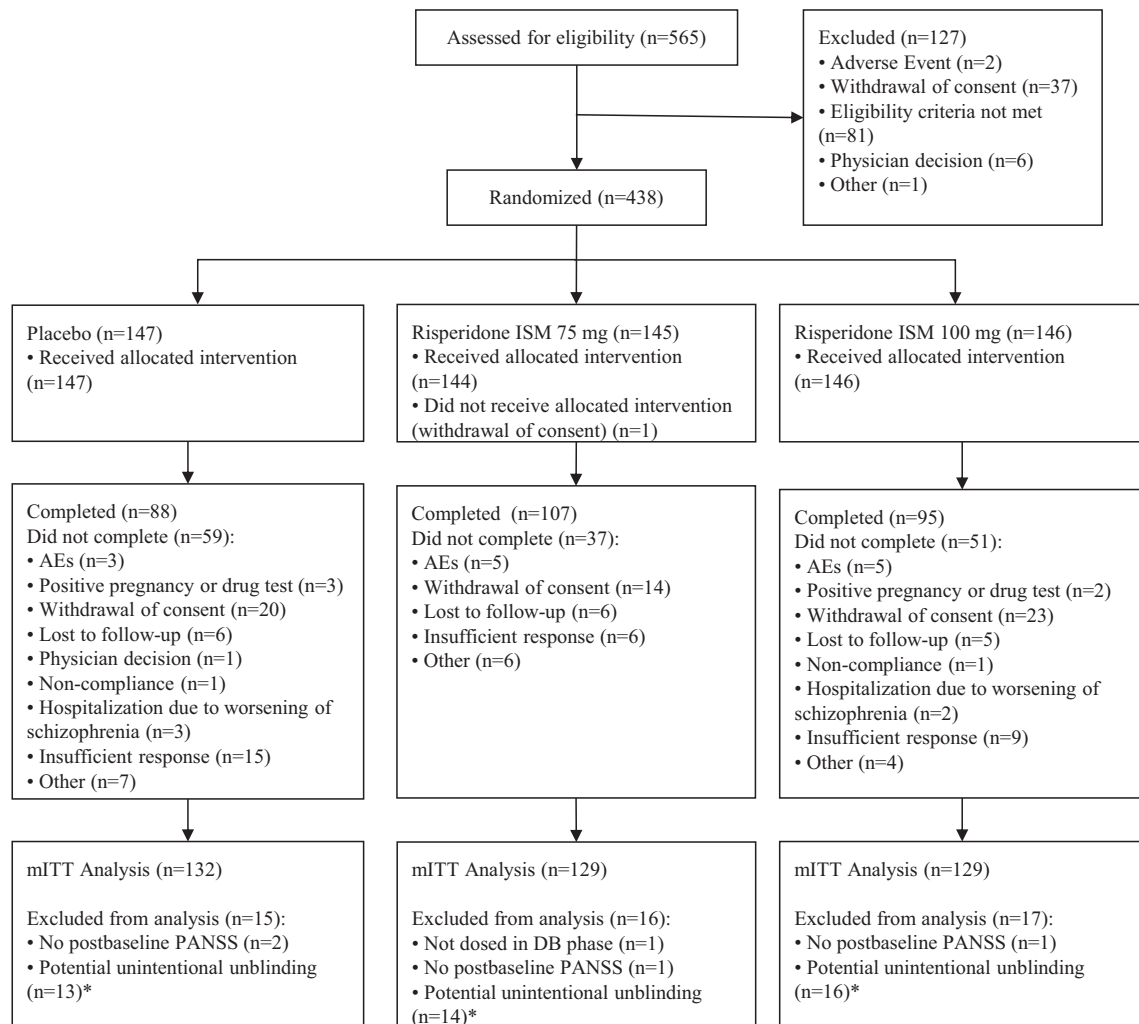 Assessed for eligibility (n=565)
Excluded (n=127)
• Adverse Event (n=2)
• Withdrawal of consent (n=37)
• Eligibility criteria not met
(n=81)
• Physician decision (n=6)
• Other (n=1)
Randomized (n=438)
Placebo (n=147)
• Received allocated intervention
(n=147)
Risperidone ISM 75 mg (n=145)
• Received allocated intervention
(n=144)
• Did not receive allocated intervention
(withdrawal of consent) (n=1)
Risperidone ISM 100 mg (n=146)
• Received allocated intervention
(n=146)
Completed (n=88)
Did not complete (n=59):
• AEs (n=3)
• Positive pregnancy or drug test (n=3)
• Withdrawal of consent (n=20)
• Lost to follow-up (n=6)
• Physician decision (n=1)
• Non-compliance (n=1)
• Hospitalization due to worsening of
schizophrenia (n=3)
• Insufficient response (n=15)
• Other (n=7)
Completed (n=107)
Did not complete (n=37):
• AEs (n=5)
• Withdrawal of consent (n=14)
• Lost to follow-up (n=6)
• Insufficient response (n=6)
• Other (n=6)
Completed (n=95)
Did not complete (n=51):
• AEs (n=5)
• Positive pregnancy or drug test (n=2)
• Withdrawal of consent (n=23)
• Lost to follow-up (n=5)
• Non-compliance (n=1)
• Hospitalization due to worsening of
schizophrenia (n=2)
• Insufficient response (n=9)
• Other (n=4)
mITT Analysis (n=132)
Excluded from analysis (n=15):
• No postbaseline PANSS (n=2)
• Potential unintentional unblinding
(n=13)*
mITT Analysis (n=129)
Excluded from analysis (n=16):
• Not dosed in DB phase (n=1)
• No postbaseline PANSS (n=1)
• Potential unintentional unblinding
(n=14)*
mITT Analysis (n=129)
Excluded from analysis (n=17):
• No postbaseline PANSS (n=1)
• Potential unintentional unblinding
(n=16)*